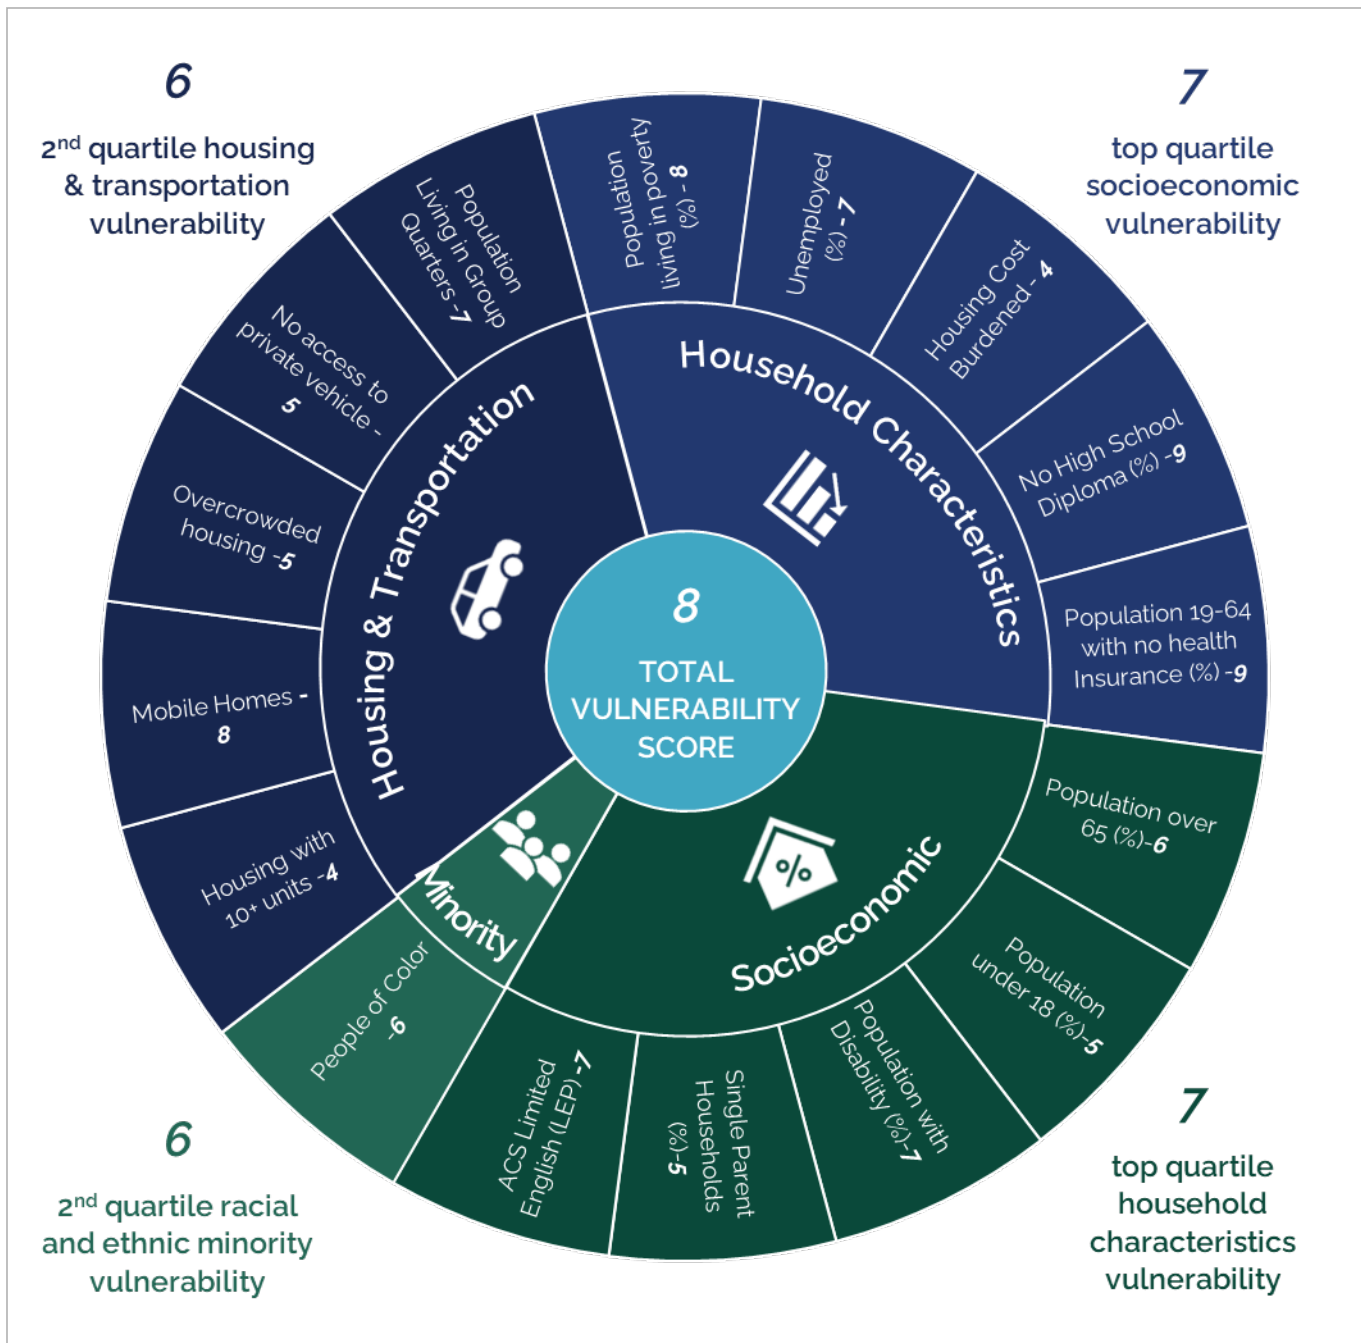 6
2nd quartile housing
& transportation
vulnerability
7
top quartile
socioeconomic
vulnerability
Population
living in poverty
(%) - 8
Unemployed
(%) - 7
Housing Cost
Burdened - 4
No High School
Diploma (%) -9
Population 19-64
with no health
Insurance (%) -9
Household Characteristics
Population
Living in Group
Quarters -7
No access to
private vehicle -
5
Overcrowded
housing -5
Mobile Homes -
8
Housing with
10+ units -4
Housing & Transportation
8
TOTAL
VULNERABILITY
SCORE
Population over
65 (%)-6
Population
under 18 (%)-5
Population with
Disability (%)-7
Single Parent
Households
(%)-5
ACS Limited
English (LEP) -7
Socioeconomic
Minority
People of Color
-6
6
2nd quartile racial
and ethnic minority
vulnerability
7
top quartile
household
characteristics
vulnerability